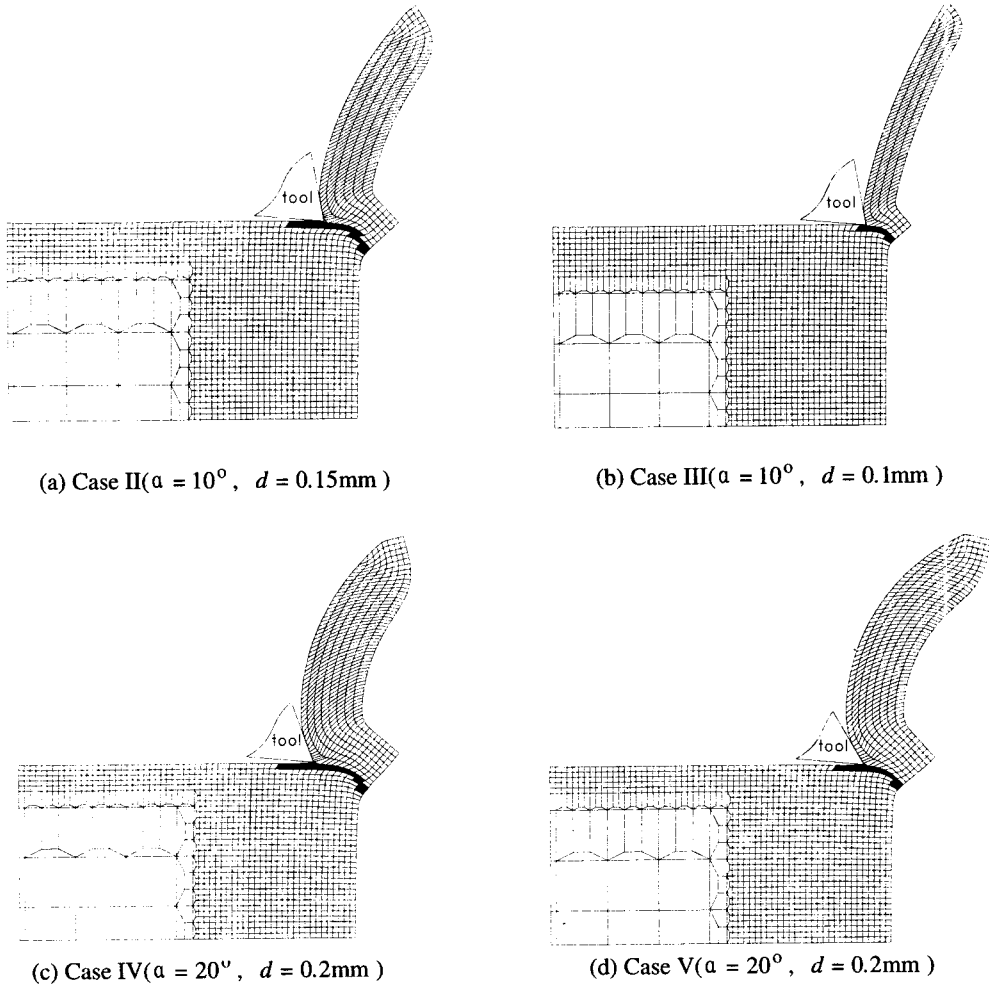 tool
tool
(a) Case II(α = 10°, d = 0.15mm)
(b) Case III(α = 10°, d = 0.1mm)
tool
tool
(c) Case IV(α = 20°, d = 0.2mm)
(d) Case V(α = 20°, d = 0.2mm)